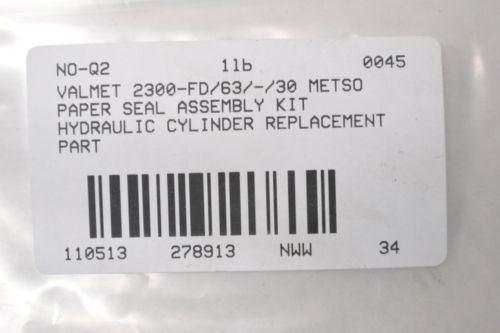 NO-Q2 1lb 0045
VALMET 2300-FD/63/-/30 METSO
PAPER SEAL ASSEMBLY KIT
HYDRAULIC CYLINDER REPLACEMENT
PART
110513 278913 NWW 34